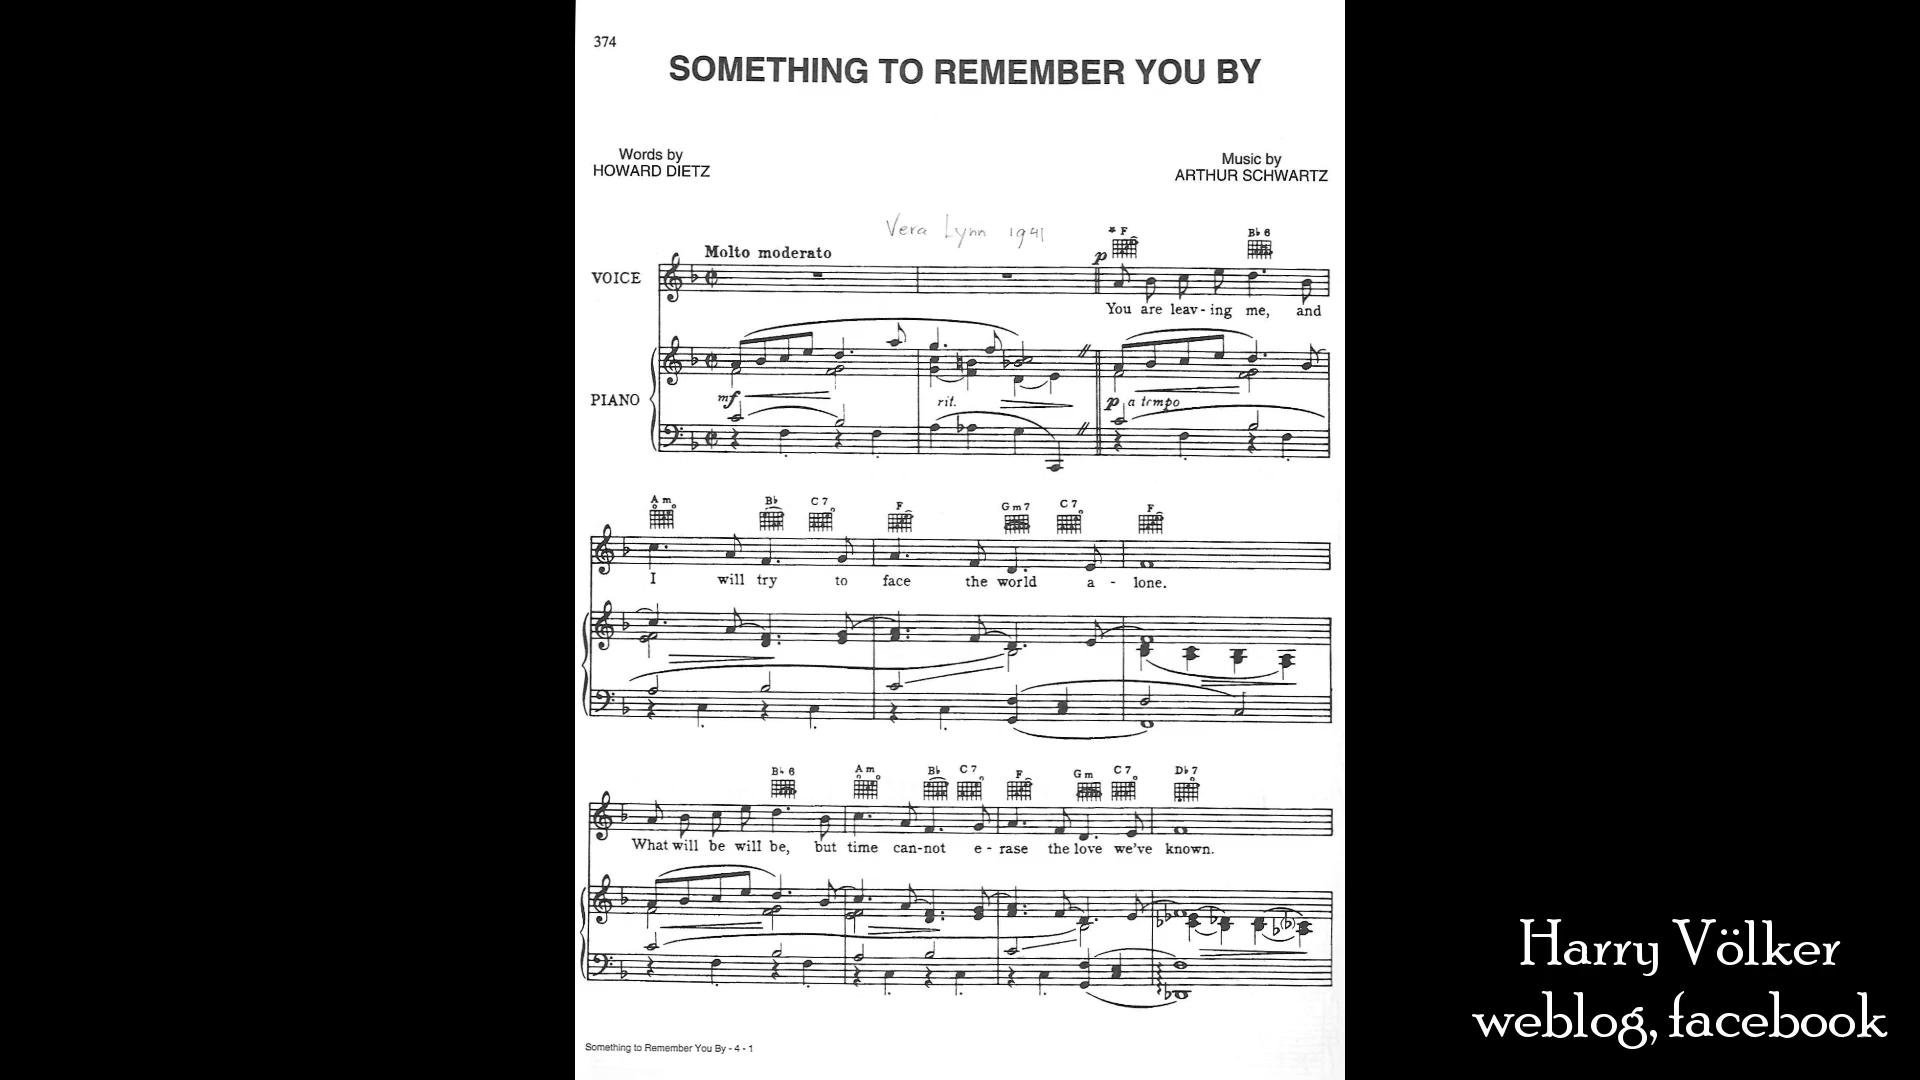 374
SOMETHING TO REMEMBER YOU BY
Words by
HOWARD DIETZ
Music by
ARTHUR SCHWARTZ
Vera Lynn 1941
* F B♭6
Molto moderato
p
VOICE
You are leav-ing me, and
PIANO
mf rit. p a tempo
Am B♭ C7 F Gm7 C7 F
I will try to face the world a - lone.
B♭6 Am B♭ C7 F Gm C7 D♭7
What will be will be, but time can-not e - rase the love we've known.
Something to Remember You By - 4 - 1
Harry Völker
weblog, facebook